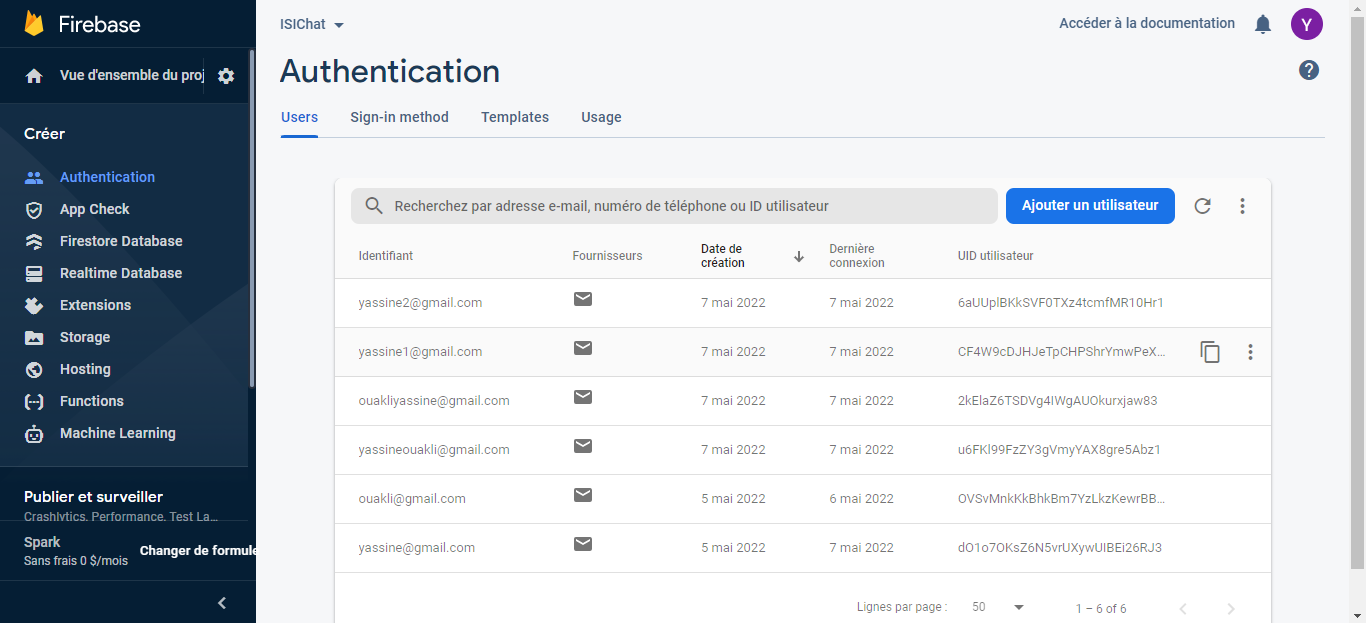 Firebase
ISIChat
Accéder à la documentation
Y
Vue d'ensemble du proj
Authentication
?
Users Sign-in method Templates Usage
Créer
Authentication
App Check
Firestore Database
Realtime Database
Extensions
Storage
Hosting
Functions
Machine Learning
Publier et surveiller
Crashlytics, Performance, Test La...
Spark
Sans frais 0 $/mois
Changer de formule
Recherchez par adresse e-mail, numéro de téléphone ou ID utilisateur
Ajouter un utilisateur
Identifiant Fournisseurs Date de création Dernière connexion UID utilisateur
yassine2@gmail.com 7 mai 2022 7 mai 2022 6aUUplBKkSVF0TXz4tcmfMR10Hr1
yassine1@gmail.com 7 mai 2022 7 mai 2022 CF4W9cDJHJeTpCHPShrYmwPeX...
ouakliyassine@gmail.com 7 mai 2022 7 mai 2022 2kElaZ6TSDVg4IWgAUOkurxjaw83
yassineouakli@gmail.com 7 mai 2022 7 mai 2022 u6FKl99FzZY3gVmyYAX8gre5Abz1
ouakli@gmail.com 5 mai 2022 6 mai 2022 OVSvMnkKkBhkBm7YzLkzKewrBB...
yassine@gmail.com 5 mai 2022 7 mai 2022 dO1o7OKsZ6N5vrUXywUIBEi26RJ3
Lignes par page : 50 1 – 6 of 6